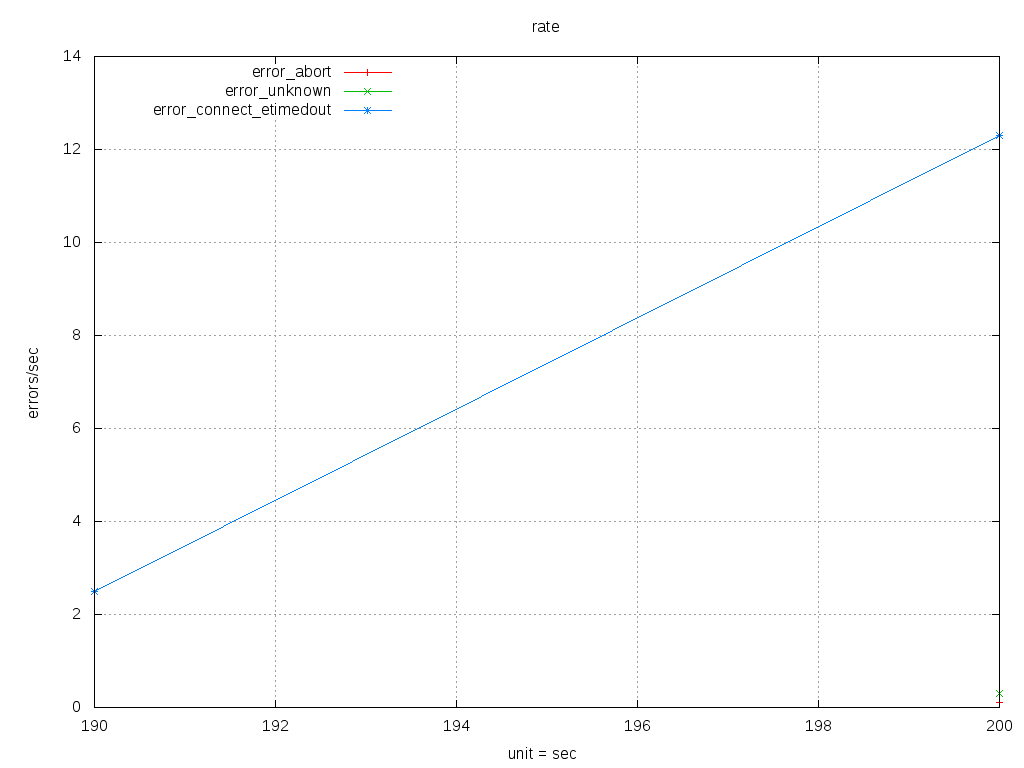 rate
14
error_abort
error_unknown
error_connect_etimedout
12
10
8
errors/sec
6
4
2
0
190 192 194 196 198 200
unit = sec